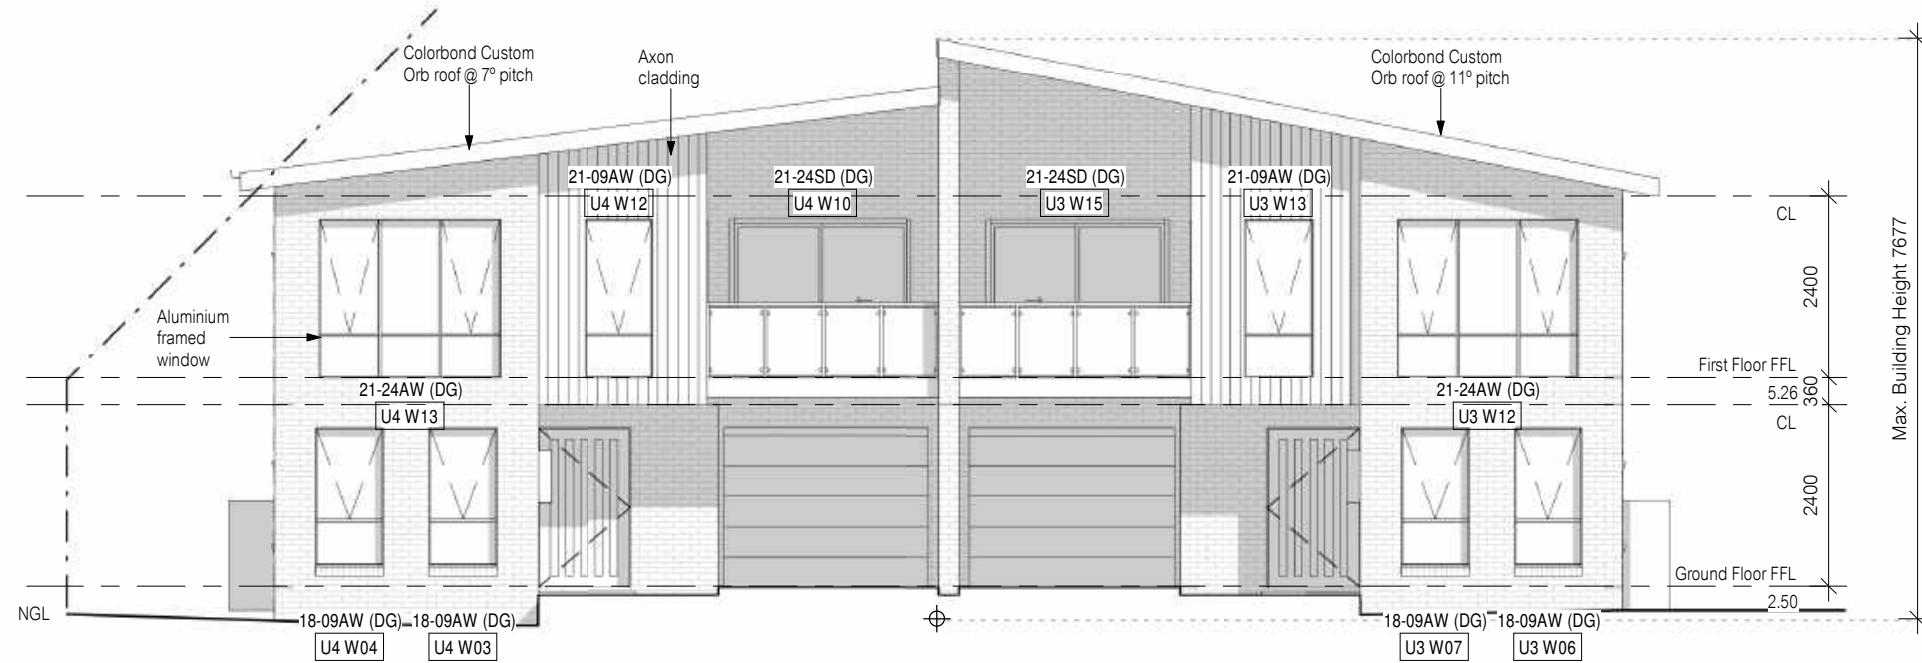 Colorbond Custom
Orb roof @ 7º pitch
Axon
cladding
Colorbond Custom
Orb roof @ 11º pitch
21-09AW (DG)
U4 W12
21-24SD (DG)
U4 W10
21-24SD (DG)
U3 W15
21-09AW (DG)
U3 W13
CL
2400
Max. Building Height 7677
Aluminium
framed
window
First Floor FFL
5.26
360
21-24AW (DG)
U4 W13
21-24AW (DG)
U3 W12
CL
2400
Ground Floor FFL
2.50
NGL
18-09AW (DG)
U4 W04
18-09AW (DG)
U4 W03
18-09AW (DG)
U3 W07
18-09AW (DG)
U3 W06